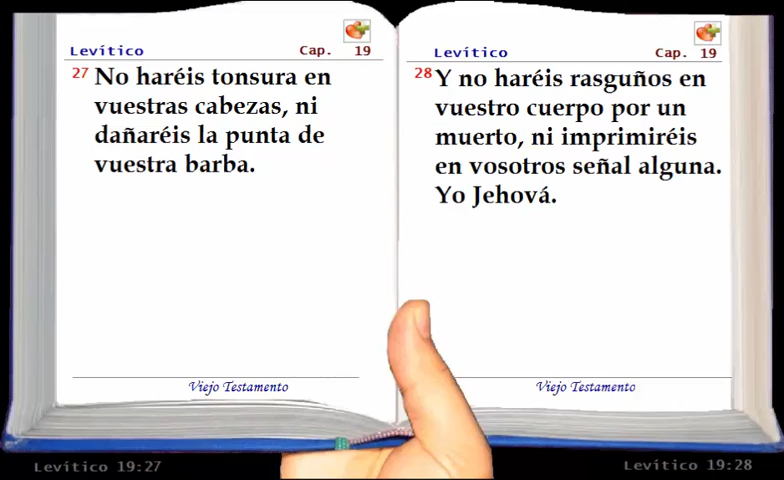 Levítico Cap. 19
27 No haréis tonsura en
vuestras cabezas, ni
dañaréis la punta de
vuestra barba.
Viejo Testamento
Levítico 19:27
Levítico Cap. 19
28 Y no haréis rasguños en
vuestro cuerpo por un
muerto, ni imprimiréis
en vosotros señal alguna.
Yo Jehová.
Viejo Testamento
Levítico 19:28